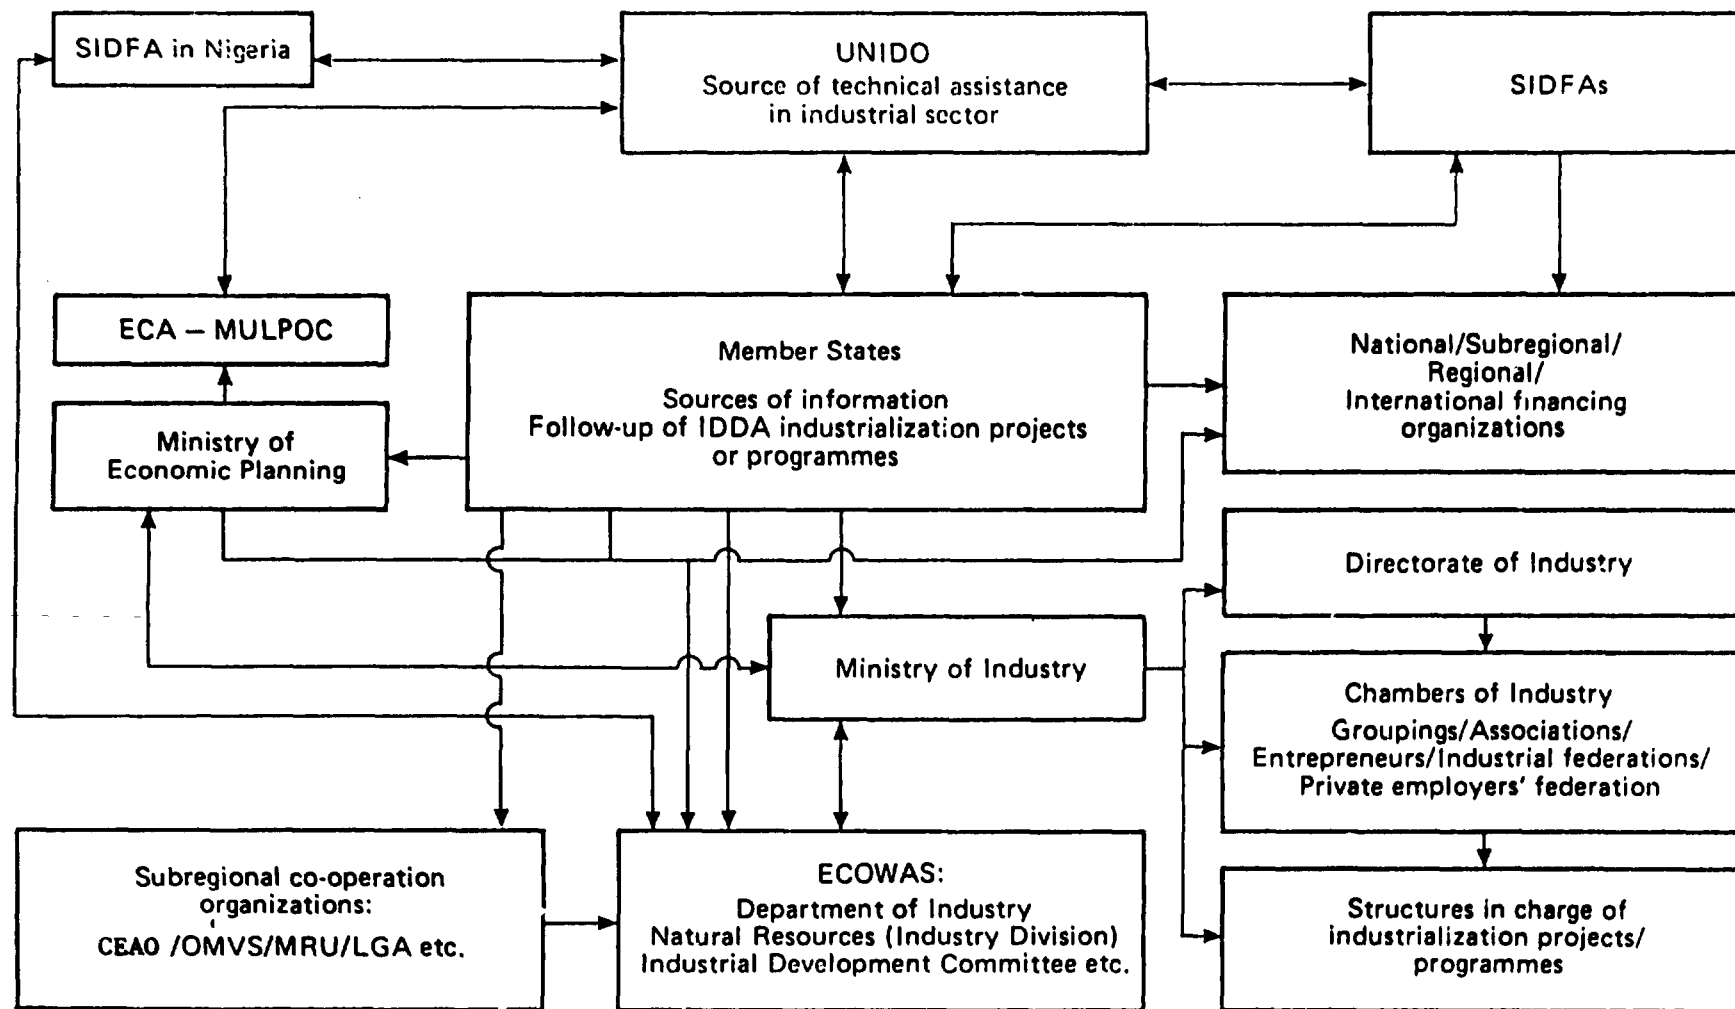 SIDFA in Nigeria
UNIDO
Source of technical assistance
in industrial sector
SIDFAs
ECA – MULPOC
Member States
Sources of information
Follow-up of IDDA industrialization projects
or programmes
National/Subregional/
Regional/
International financing
organizations
Ministry of
Economic Planning
Directorate of Industry
Ministry of Industry
Chambers of Industry
Groupings/Associations/
Entrepreneurs/Industrial federations/
Private employers' federation
Subregional co-operation
organizations:
CEAO /OMVS/MRU/LGA etc.
ECOWAS:
Department of Industry
Natural Resources (Industry Division)
Industrial Development Committee etc.
Structures in charge of
industrialization projects/
programmes